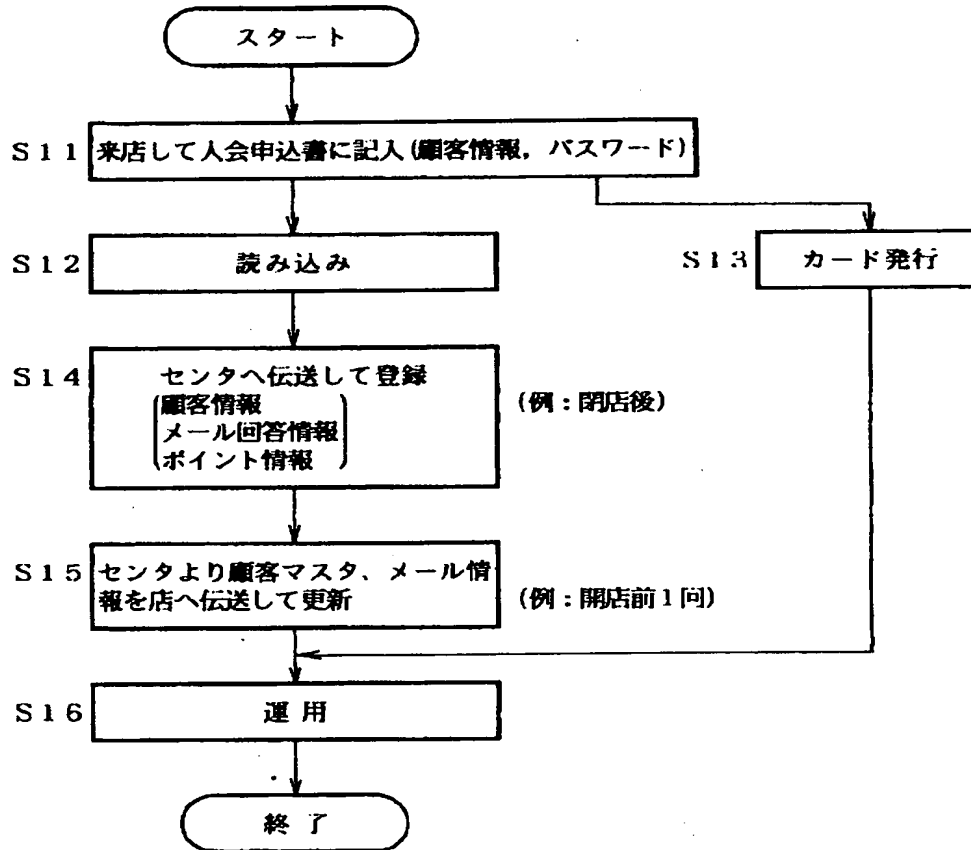 スタート
S11 来店して入会申込書に記入(顧客情報, パスワード)
S12 読み込み
S13 カード発行
S14 センタへ伝送して登録
顧客情報
メール回答情報
ポイント情報
(例:閉店後)
S15 センタより顧客マスタ、メール情
報を店へ伝送して更新
(例:開店前1回)
S16 運用
終了